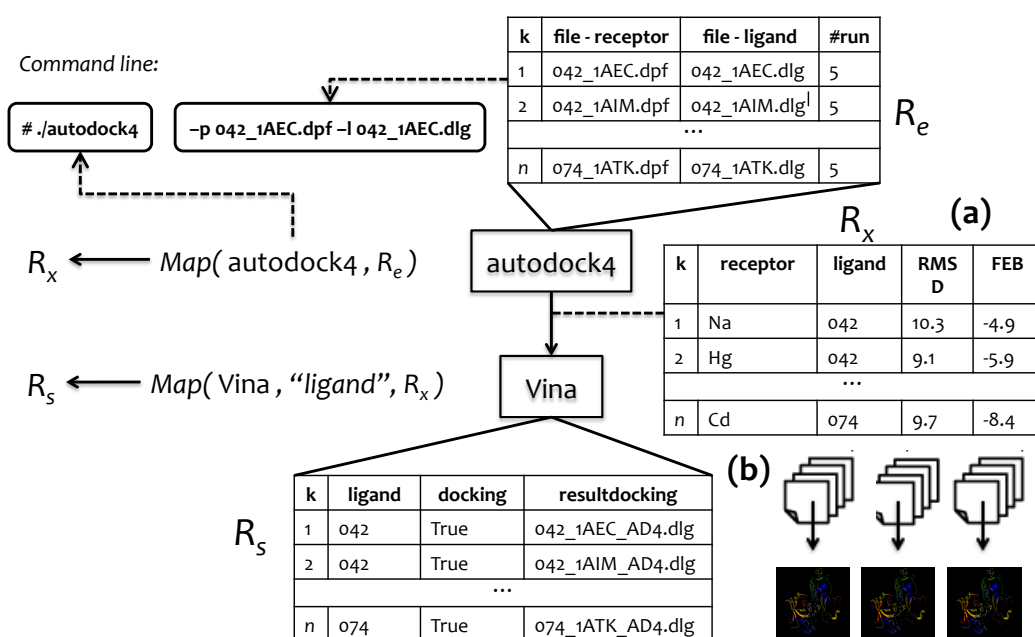 Command line:
# ./autodock4
–p 042_1AEC.dpf –l 042_1AEC.dlg
k file - receptor file - ligand #run
1 042_1AEC.dpf 042_1AEC.dlg 5
2 042_1AIM.dpf 042_1AIM.dlg 5
...
n 074_1ATK.dpf 074_1ATK.dlg 5
Re
Rx Map( autodock4 , Re )
autodock4
Rx
(a)
k receptor ligand RMS
D FEB
1 Na 042 10.3 -4.9
2 Hg 042 9.1 -5.9
...
n Cd 074 9.7 -8.4
Rs Map( Vina , “ligand”, Rx )
Vina
(b)
Rs
k ligand docking resultdocking
1 042 True 042_1AEC_AD4.dlg
2 042 True 042_1AIM_AD4.dlg
...
n 074 True 074_1ATK_AD4.dlg